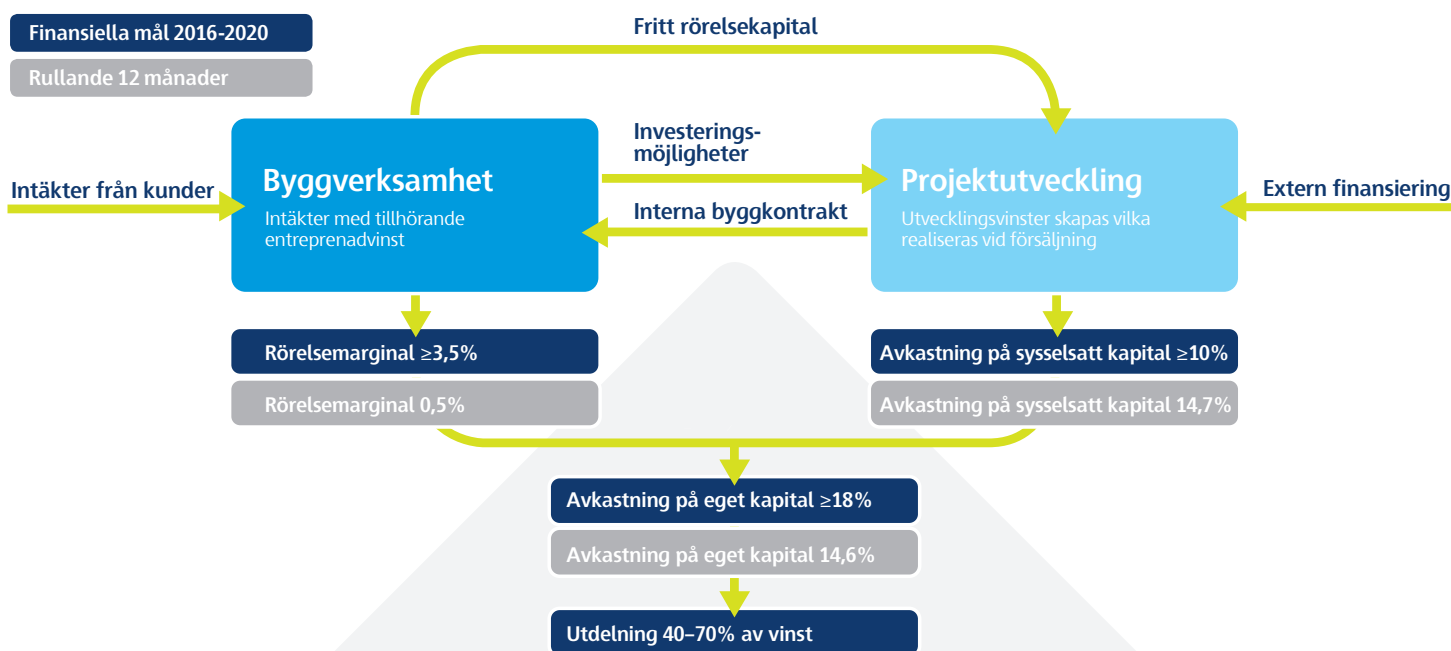 Finansiella mål 2016-2020
Rullande 12 månader
Fritt rörelsekapital
Intäkter från kunder
Byggverksamhet
Intäkter med tillhörande
entreprenadvinst
Investerings-
möjligheter
Interna byggkontrakt
Projektutveckling
Utvecklingsvinster skapas vilka
realiseras vid försäljning
Extern finansiering
Rörelsemarginal ≥3,5%
Rörelsemarginal 0,5%
Avkastning på sysselsatt kapital ≥10%
Avkastning på sysselsatt kapital 14,7%
Avkastning på eget kapital ≥18%
Avkastning på eget kapital 14,6%
Utdelning 40–70% av vinst